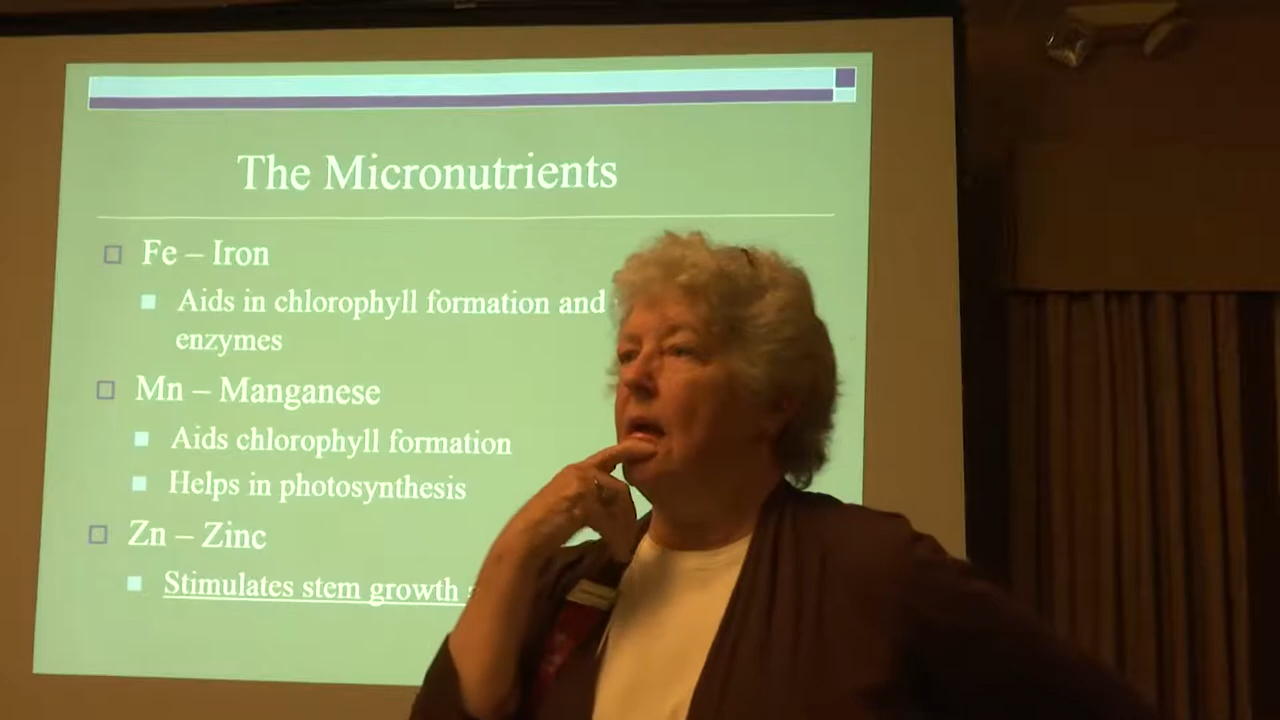 The Micronutrients
Fe – Iron
Aids in chlorophyll formation and
enzymes
Mn – Manganese
Aids chlorophyll formation
Helps in photosynthesis
Zn – Zinc
Stimulates stem growth